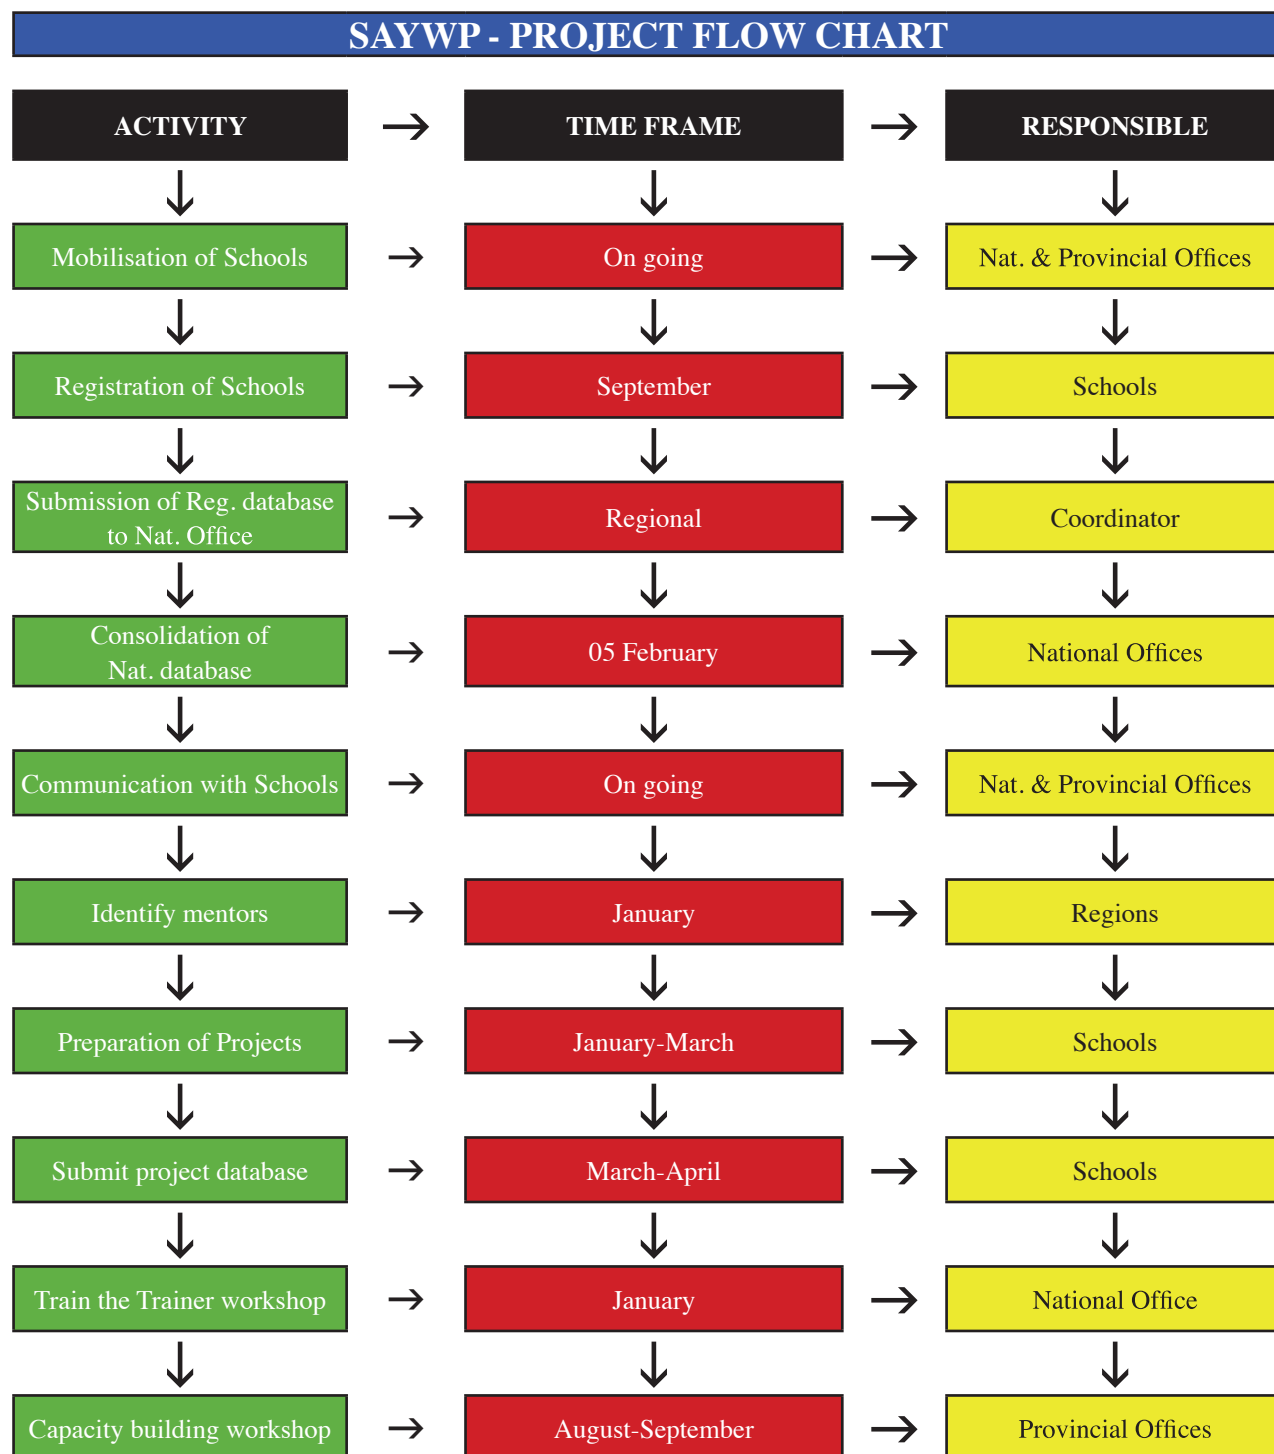 SAYWP - PROJECT FLOW CHART
ACTIVITY
TIME FRAME
RESPONSIBLE
Mobilisation of Schools
On going
Nat. & Provincial Offices
Registration of Schools
September
Schools
Submission of Reg. database
to Nat. Office
Regional
Coordinator
Consolidation of
Nat. database
05 February
National Offices
Communication with Schools
On going
Nat. & Provincial Offices
Identify mentors
January
Regions
Preparation of Projects
January-March
Schools
Submit project database
March-April
Schools
Train the Trainer workshop
January
National Office
Capacity building workshop
August-September
Provincial Offices